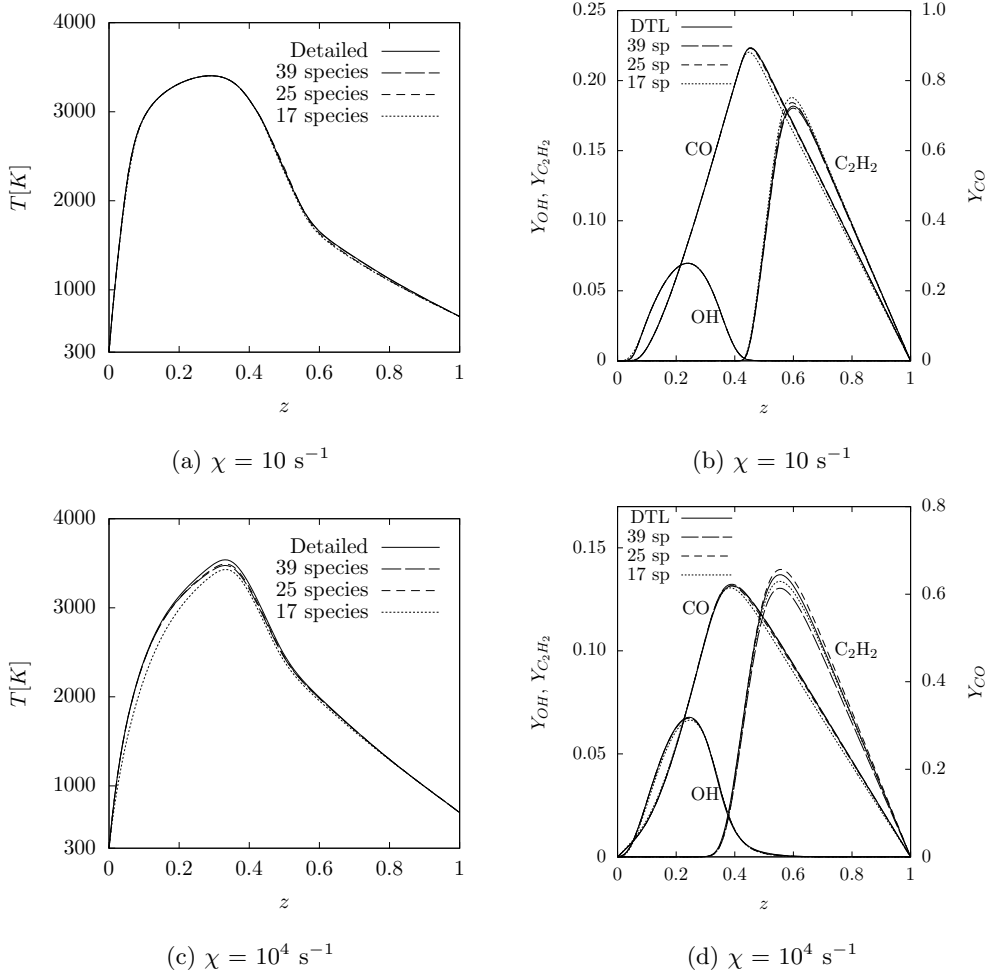 4000
3000
2000
1000
300
T[K]
Detailed
39 species
25 species
17 species
0 0.2 0.4 0.6 0.8 1
z
(a) χ = 10 s⁻¹
0.25
0.20
0.15
0.10
0.05
0
Y_OH, Y_C₂H₂
DTL
39 sp
25 sp
17 sp
CO
C₂H₂
OH
1.0
0.8
0.6
0.4
0.2
0
Y_CO
0 0.2 0.4 0.6 0.8 1
z
(b) χ = 10 s⁻¹
4000
3000
2000
1000
300
T[K]
Detailed
39 species
25 species
17 species
0 0.2 0.4 0.6 0.8 1
z
(c) χ = 10⁴ s⁻¹
0.15
0.10
0.05
0
Y_OH, Y_C₂H₂
DTL
39 sp
25 sp
17 sp
CO
C₂H₂
OH
0.8
0.6
0.4
0.2
0
Y_CO
0 0.2 0.4 0.6 0.8 1
z
(d) χ = 10⁴ s⁻¹